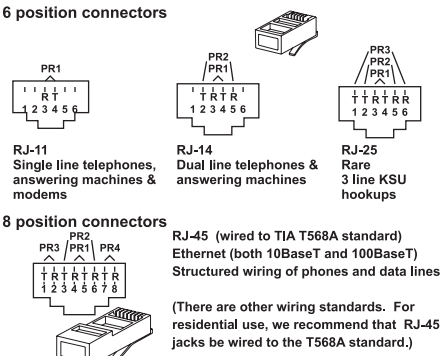 6 position connectors
PR1
R T
1 2 3 4 5 6
RJ-11
Single line telephones,
answering machines &
modems
PR2
PR1
T R T R
1 2 3 4 5 6
RJ-14
Dual line telephones &
answering machines
PR3
PR2
PR1
T T R T R R
1 2 3 4 5 6
RJ-25
Rare
3 line KSU
hookups
8 position connectors
PR2
PR3 PR1 PR4
T R T R T R T R
1 2 3 4 5 6 7 8
RJ-45 (wired to TIA T568A standard)
Ethernet (both 10BaseT and 100BaseT)
Structured wiring of phones and data lines
(There are other wiring standards. For
residential use, we recommend that RJ-45
jacks be wired to the T568A standard.)